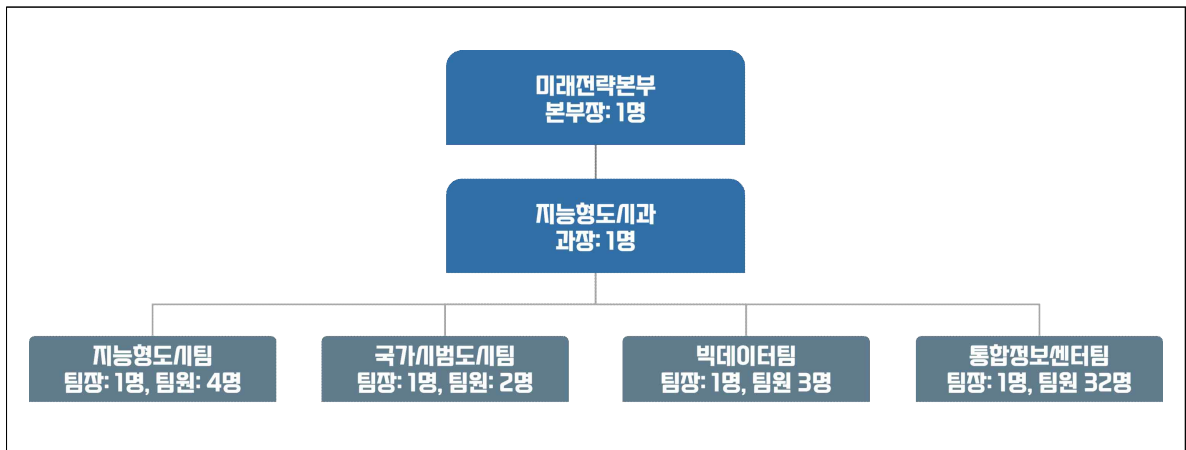 미래전략본부
본부장: 1명
지능형도시과
과장: 1명
지능형도시팀
팀장: 1명, 팀원: 4명
국가시범도시팀
팀장: 1명, 팀원: 2명
빅데이터팀
팀장: 1명, 팀원 3명
통합정보센터팀
팀장: 1명, 팀원 32명